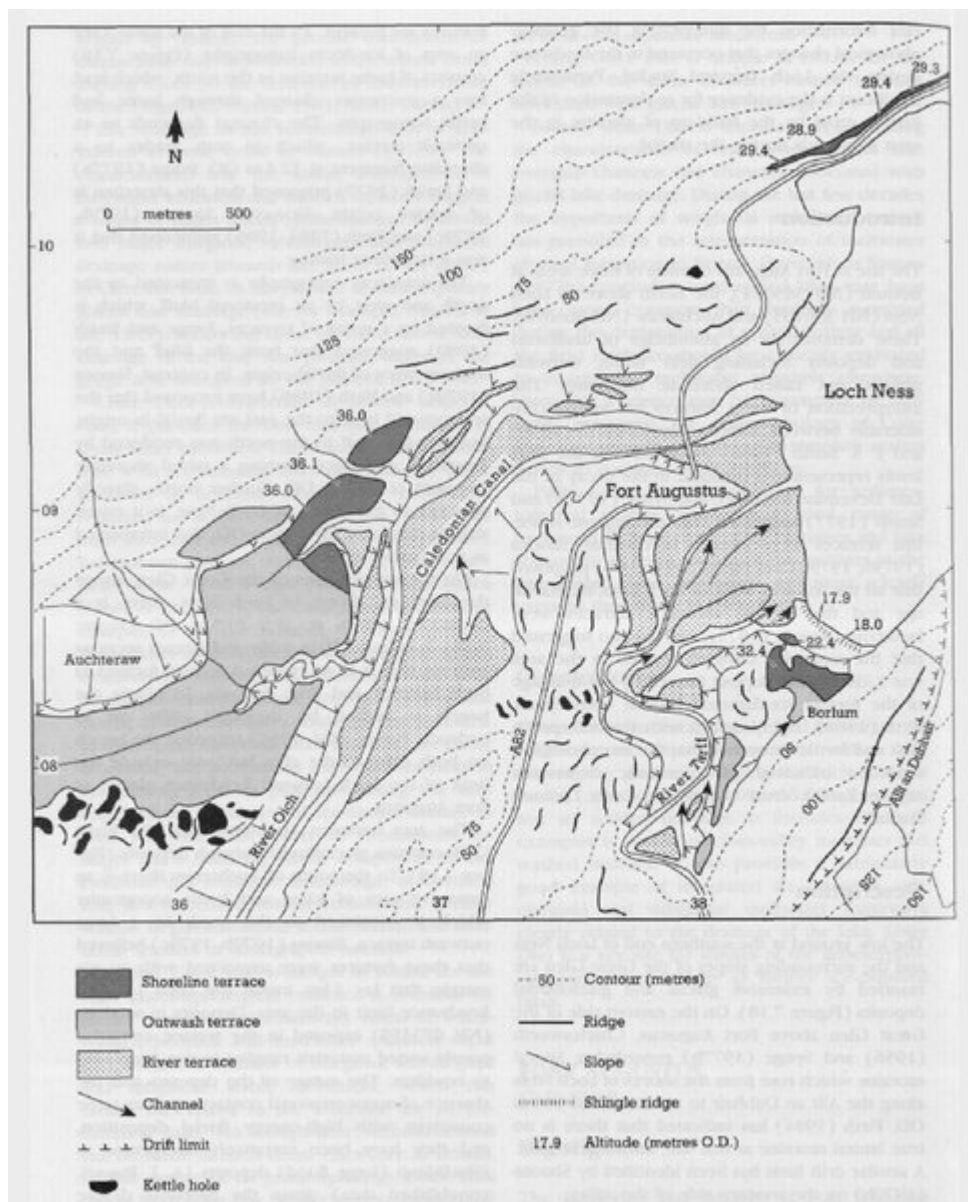 29.3
29.4
28.9
29.4
N
0 metres 500
10
150
100
75
50
125
Loch Ness
36.0
36.1
36.0
Caledonian Canal
Fort Augustus
09
17.9
18.0
22.4
32.4
Auchteraw
Borlum
A82
River Tarff
50
Allt an Dubhair
08
100
River Oich
75
50
125
150
36
37
38
Shoreline terrace
Outwash terrace
River terrace
Channel
Drift limit
Kettle hole
50 Contour (metres)
Ridge
Slope
Shingle ridge
17.9 Altitude (metres O.D.)